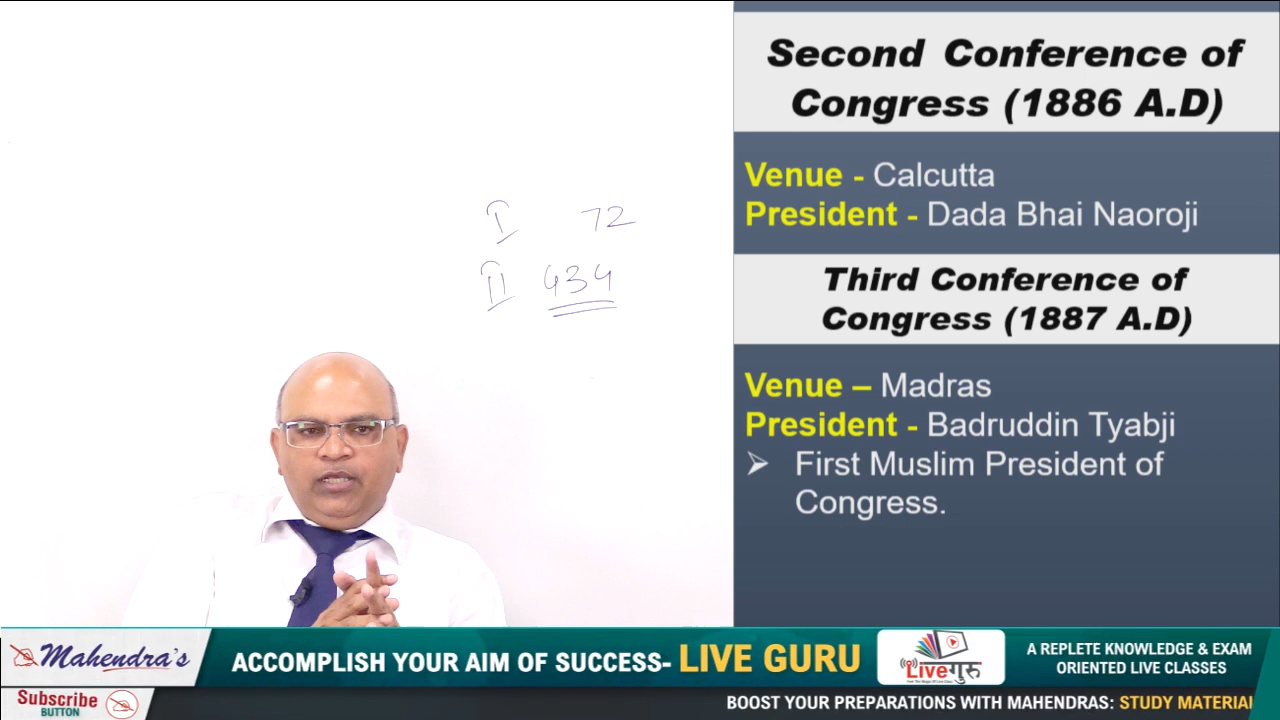 I 72
II 434
Second Conference of
Congress (1886 A.D)
Venue - Calcutta
President - Dada Bhai Naoroji
Third Conference of
Congress (1887 A.D)
Venue – Madras
President - Badruddin Tyabji
➢ First Muslim President of
Congress.
Mahendra's
ACCOMPLISH YOUR AIM OF SUCCESS- LIVE GURU
Liveगुरु
A REPLETE KNOWLEDGE & EXAM
ORIENTED LIVE CLASSES
Subscribe
BUTTON
BOOST YOUR PREPARATIONS WITH MAHENDRAS: STUDY MATERIAL